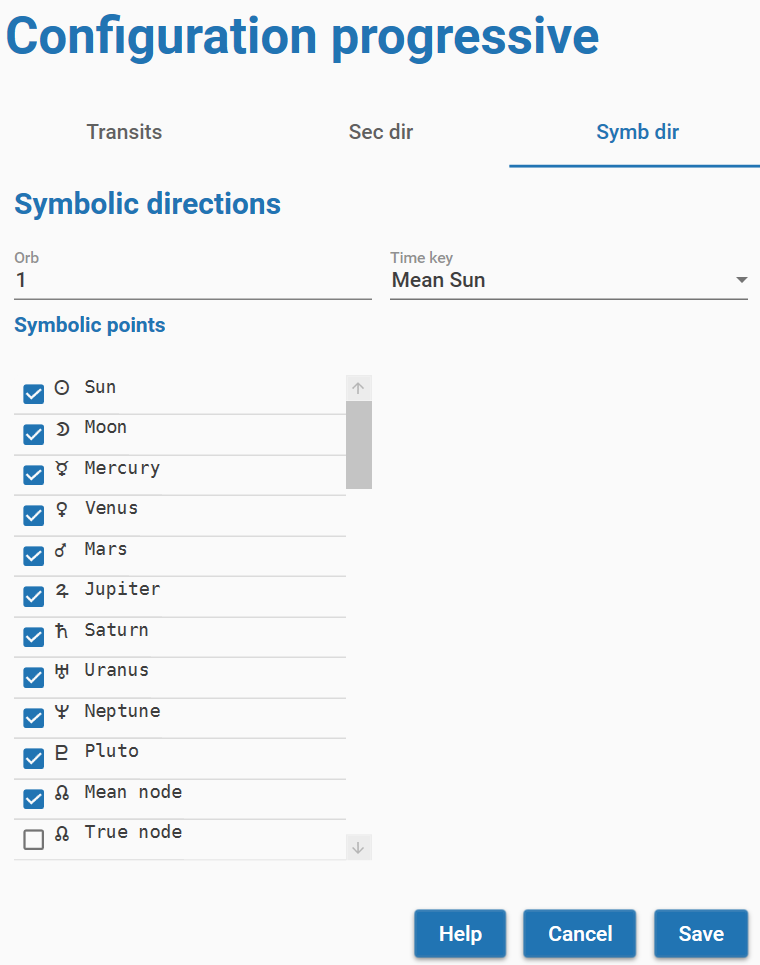 Configuration progressive
Transits Sec dir Symb dir
Symbolic directions
Orb Time key
1 Mean Sun
Symbolic points
☉ Sun
☽ Moon
☿ Mercury
♀ Venus
♂ Mars
♃ Jupiter
♄ Saturn
♅ Uranus
♆ Neptune
♇ Pluto
☊ Mean node
☊ True node
Help Cancel Save